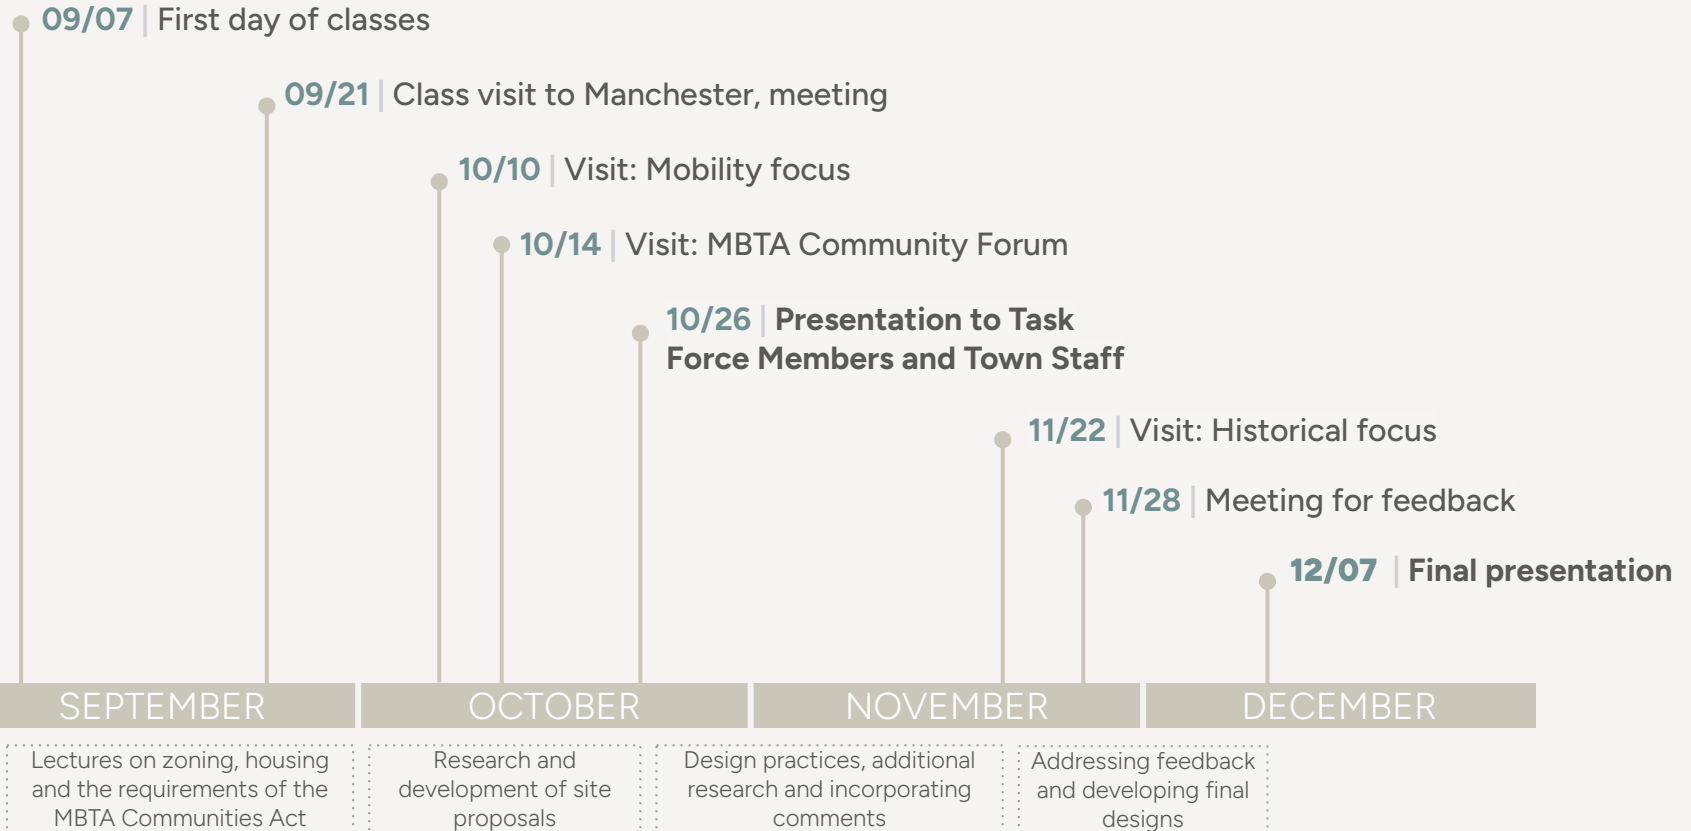 09/07 | First day of classes
09/21 | Class visit to Manchester, meeting
10/10 | Visit: Mobility focus
10/14 | Visit: MBTA Community Forum
10/26 | Presentation to Task
Force Members and Town Staff
11/22 | Visit: Historical focus
11/28 | Meeting for feedback
12/07 | Final presentation
SEPTEMBER
OCTOBER
NOVEMBER
DECEMBER
Lectures on zoning, housing
and the requirements of the
MBTA Communities Act
Research and
development of site
proposals
Design practices, additional
research and incorporating
comments
Addressing feedback
and developing final
designs